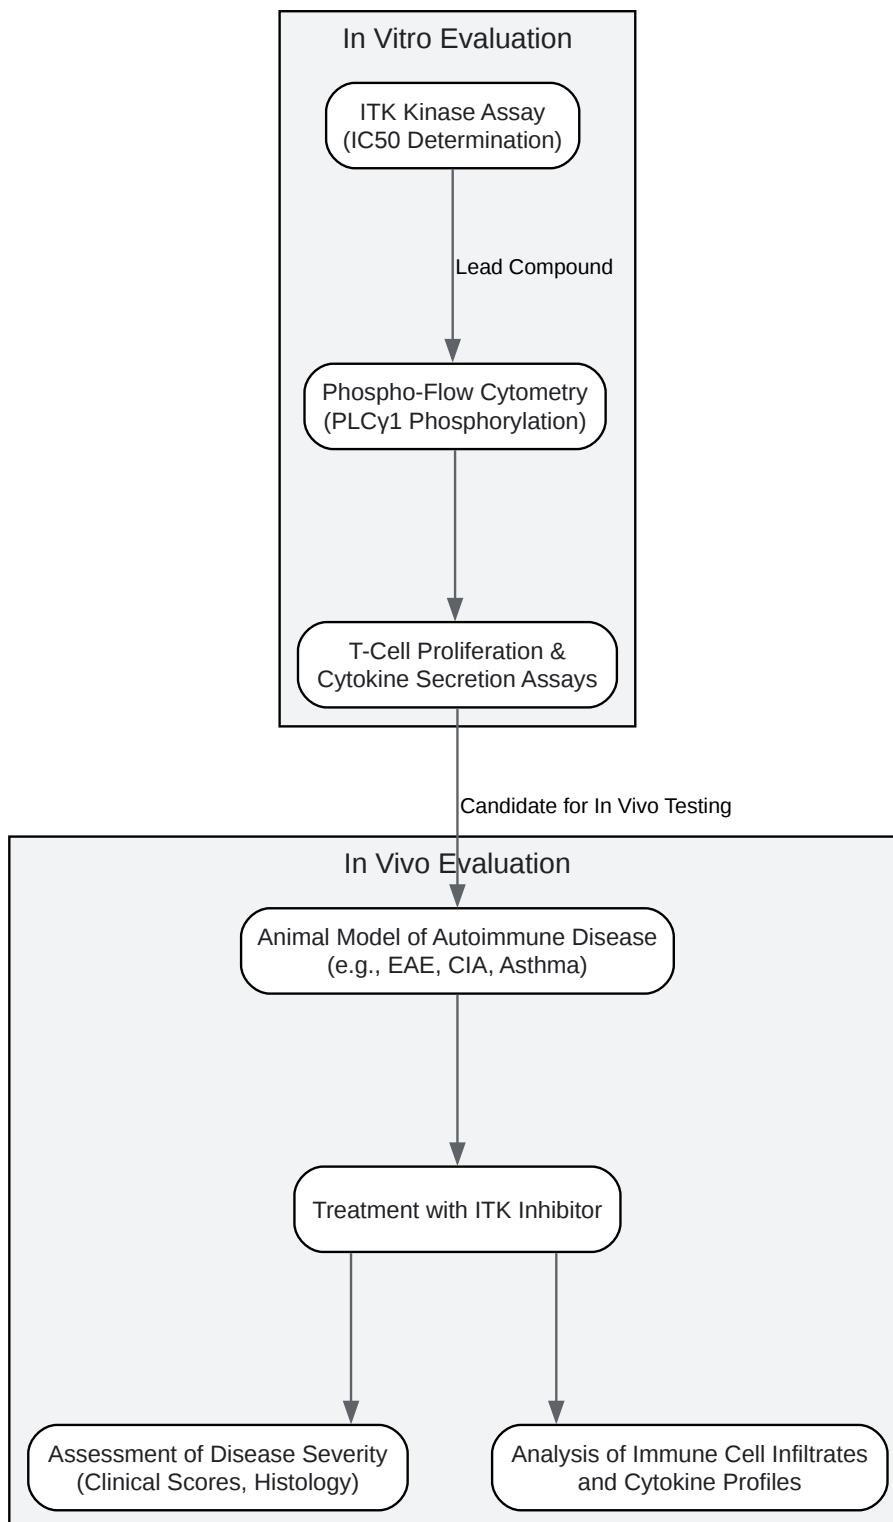 In Vitro Evaluation
ITK Kinase Assay
(IC50 Determination)
Lead Compound
Phospho-Flow Cytometry
(PLCγ1 Phosphorylation)
T-Cell Proliferation &
Cytokine Secretion Assays
Candidate for In Vivo Testing
In Vivo Evaluation
Animal Model of Autoimmune Disease
(e.g., EAE, CIA, Asthma)
Treatment with ITK Inhibitor
Assessment of Disease Severity
(Clinical Scores, Histology)
Analysis of Immune Cell Infiltrates
and Cytokine Profiles